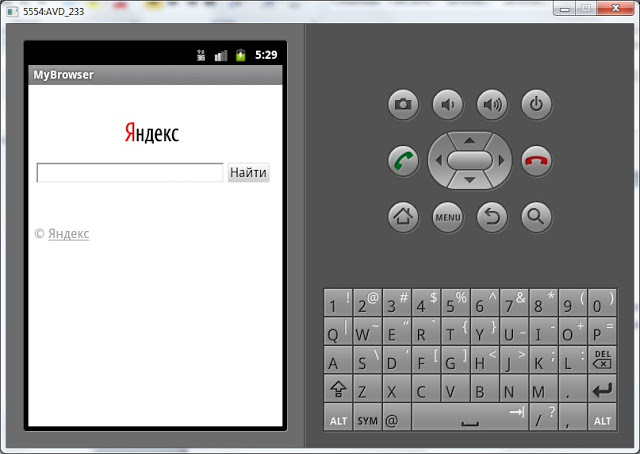 5554:AVD_233
3G 5:29
MyBrowser
Яндекс
Найти
© Яндекс
MENU
1 ! 2 @ 3 # 4 $ 5 % 6 ^ 7 & 8 * 9 ( 0 )
Q | W ~ E " R ` T { Y } U _ I - O + P =
A S \ D ' F [ G ] H < J > K ; L : DEL
Z X C V B N M .
ALT SYM @ / ? , ALT